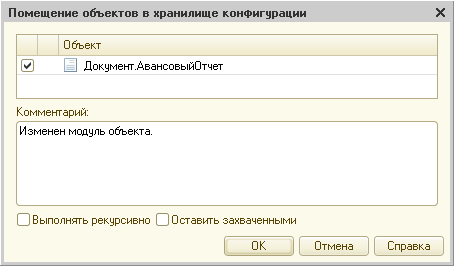 Помещение объектов в хранилище конфигурации
Объект
Документ.АвансовыйОтчет
Комментарий:
Изменен модуль объекта.
Выполнять рекурсивно Оставить захваченными
OK Отмена Справка